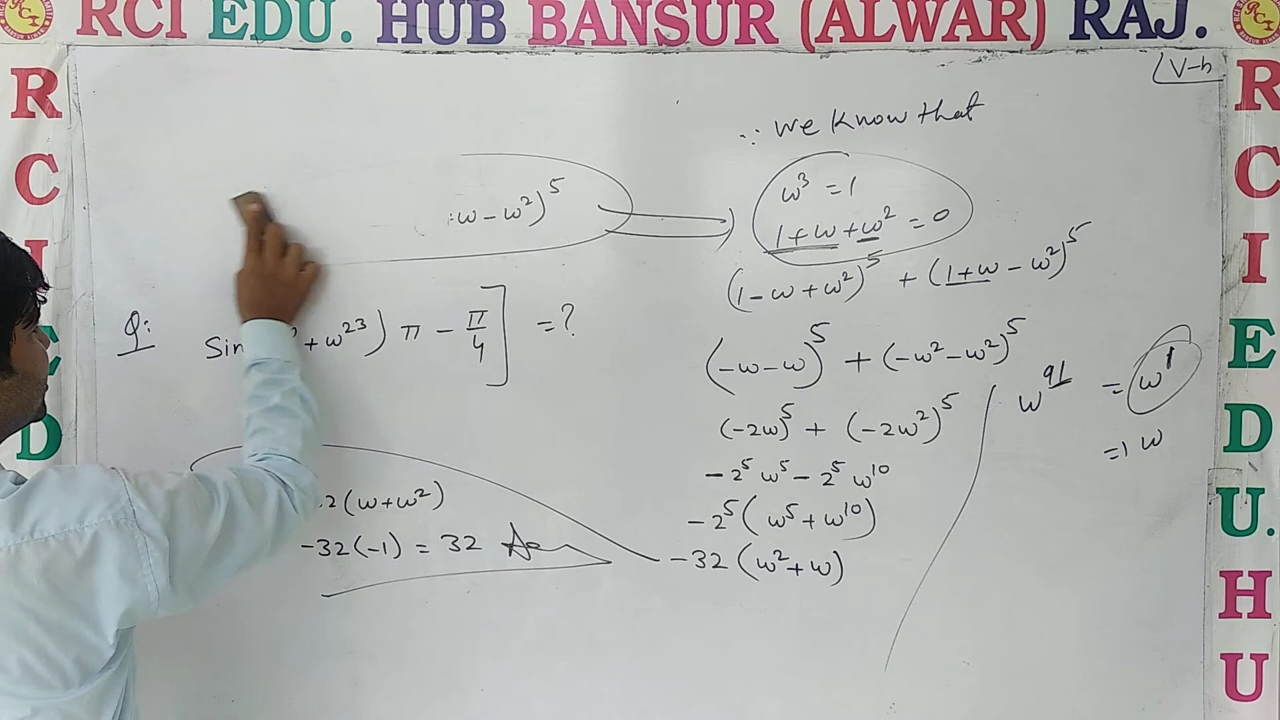 RCI EDU. HUB BANSUR (ALWAR) RAJ.
R
C
I
E
D
V-h
∵ We know that
ω³ = 1
1+ω+ω² = 0
ω-ω²)⁵
(1-ω+ω²)⁵ + (1+ω-ω²)⁵
Q: Sin + ω²³) π - π/4] = ?
(-ω-ω)⁵ + (-ω²-ω²)⁵
(-2ω)⁵ + (-2ω²)⁵
-2⁵ω⁵ - 2⁵ω¹⁰
-2⁵(ω⁵+ω¹⁰)
-32(ω²+ω)
2(ω+ω²)
-32(-1) = 32
ω⁹¹ = ω¹
= ω
R
C
I
E
D
U.
H
U